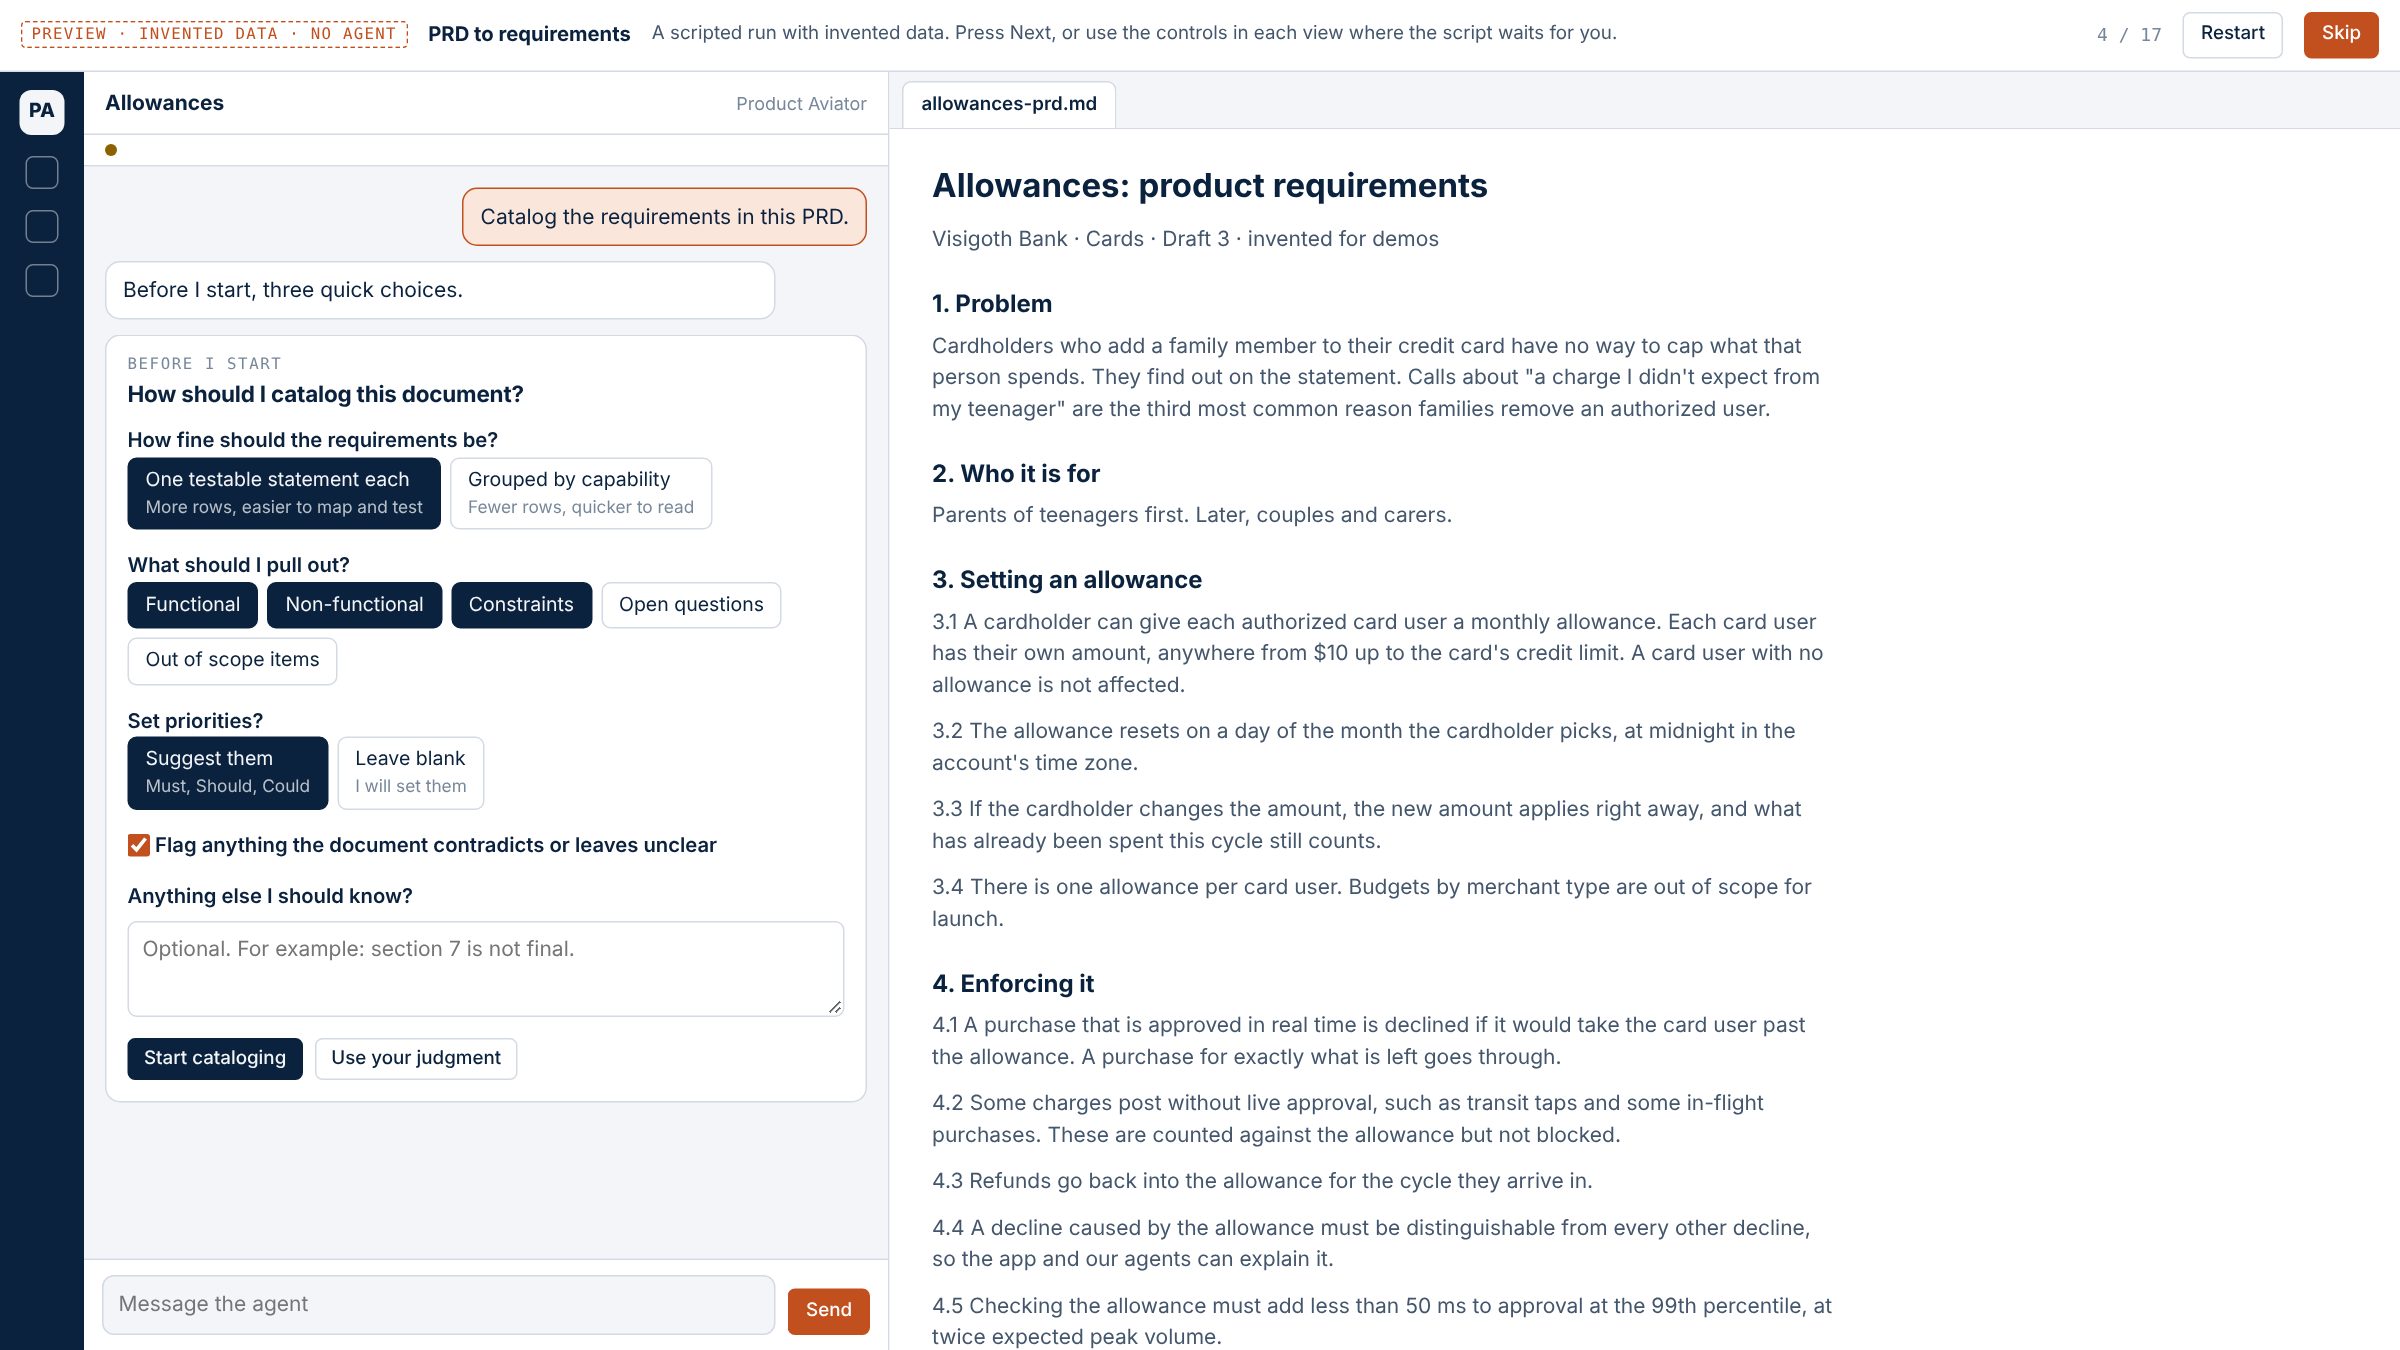 PREVIEW · INVENTED DATA · NO AGENT
PRD to requirements
A scripted run with invented data. Press Next, or use the controls in each view where the script waits for you.
4 / 17
Restart
Skip
PA
Allowances
Product Aviator
Catalog the requirements in this PRD.
Before I start, three quick choices.
BEFORE I START
How should I catalog this document?
How fine should the requirements be?
One testable statement each
More rows, easier to map and test
Grouped by capability
Fewer rows, quicker to read
What should I pull out?
Functional
Non-functional
Constraints
Open questions
Out of scope items
Set priorities?
Suggest them
Must, Should, Could
Leave blank
I will set them
Flag anything the document contradicts or leaves unclear
Anything else I should know?
Optional. For example: section 7 is not final.
Start cataloging
Use your judgment
Message the agent
Send
allowances-prd.md
Allowances: product requirements
Visigoth Bank · Cards · Draft 3 · invented for demos
1. Problem
Cardholders who add a family member to their credit card have no way to cap what that
person spends. They find out on the statement. Calls about "a charge I didn't expect from
my teenager" are the third most common reason families remove an authorized user.
2. Who it is for
Parents of teenagers first. Later, couples and carers.
3. Setting an allowance
3.1 A cardholder can give each authorized card user a monthly allowance. Each card user
has their own amount, anywhere from $10 up to the card's credit limit. A card user with no
allowance is not affected.
3.2 The allowance resets on a day of the month the cardholder picks, at midnight in the
account's time zone.
3.3 If the cardholder changes the amount, the new amount applies right away, and what
has already been spent this cycle still counts.
3.4 There is one allowance per card user. Budgets by merchant type are out of scope for
launch.
4. Enforcing it
4.1 A purchase that is approved in real time is declined if it would take the card user past
the allowance. A purchase for exactly what is left goes through.
4.2 Some charges post without live approval, such as transit taps and some in-flight
purchases. These are counted against the allowance but not blocked.
4.3 Refunds go back into the allowance for the cycle they arrive in.
4.4 A decline caused by the allowance must be distinguishable from every other decline,
so the app and our agents can explain it.
4.5 Checking the allowance must add less than 50 ms to approval at the 99th percentile, at
twice expected peak volume.